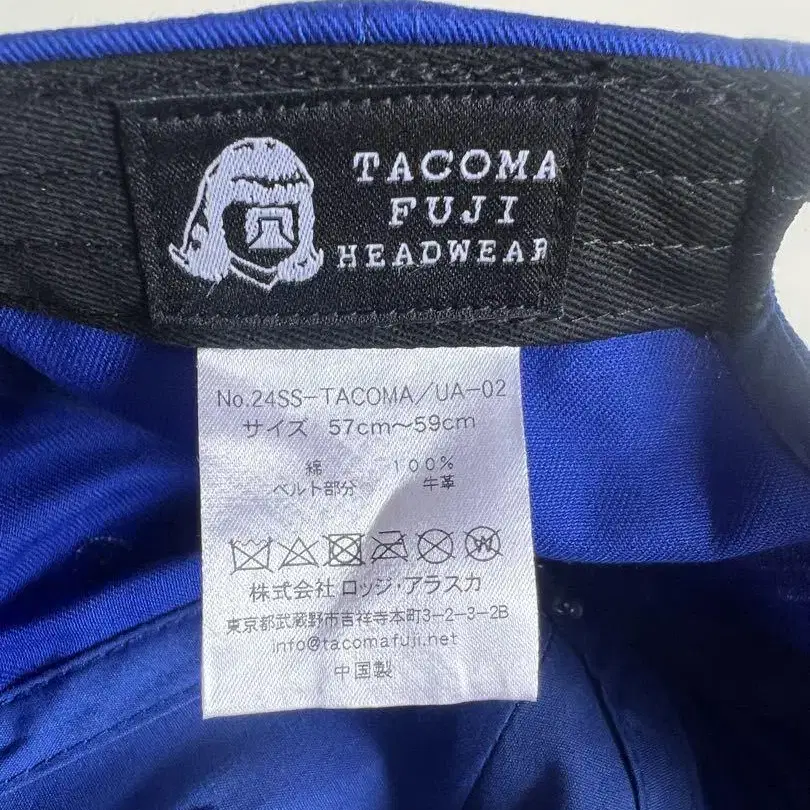 TACOMA
FUJI
HEADWEAR
No.24SS-TACOMA/UA-02
サイズ 57cm～59cm
綿 100%
ベルト部分 牛革
W
株式会社 ロッジ・アラスカ
東京都武蔵野市吉祥寺本町3-2-3-2B
info@tacomafuji.net
中国製